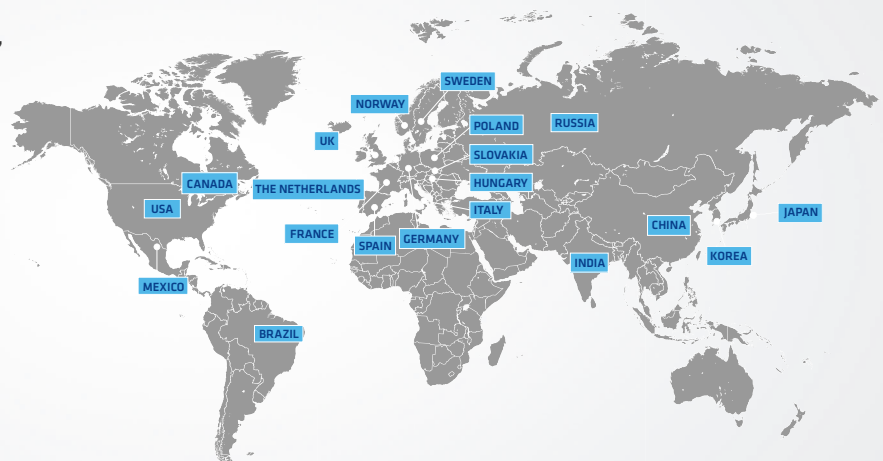 SWEDEN
NORWAY
POLAND
RUSSIA
UK
SLOVAKIA
CANADA
THE NETHERLANDS
HUNGARY
USA
ITALY
JAPAN
FRANCE
SPAIN
GERMANY
CHINA
KOREA
INDIA
MEXICO
BRAZIL